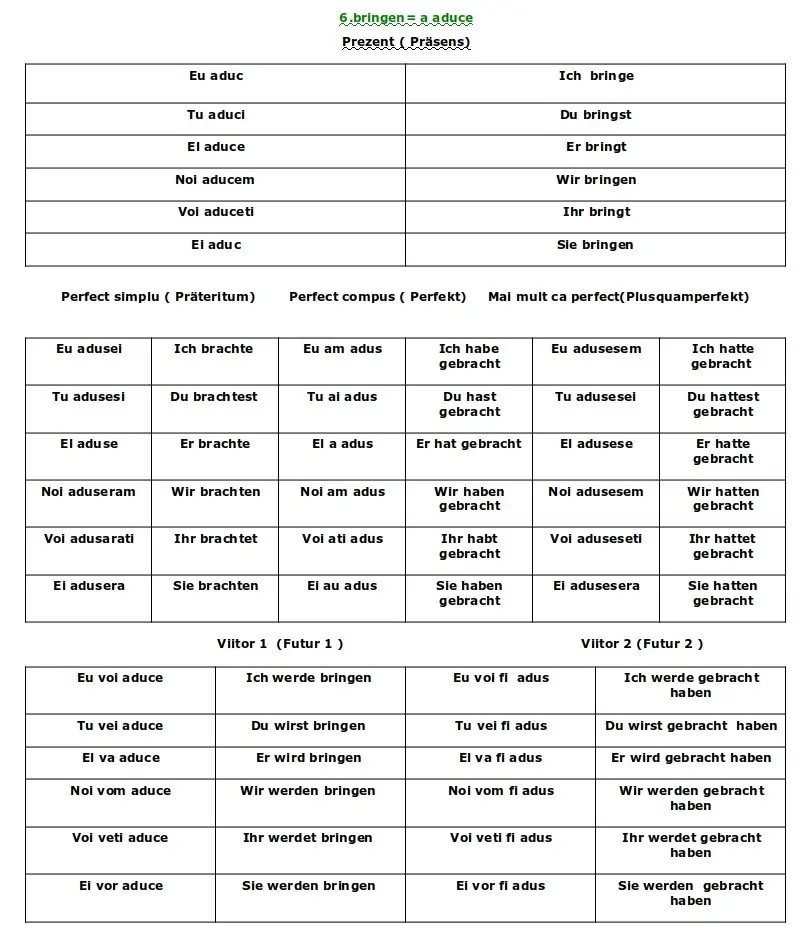 6.bringen= a aduce
Prezent ( Präsens)
Eu aduc Ich bringe
Tu aduci Du bringst
El aduce Er bringt
Noi aducem Wir bringen
Voi aduceti Ihr bringt
Ei aduc Sie bringen
Perfect simplu ( Präteritum) Perfect compus ( Perfekt) Mai mult ca perfect(Plusquamperfekt)
Eu adusei Ich brachte Eu am adus Ich habe gebracht Eu adusesem Ich hatte gebracht
Tu adusesi Du brachtest Tu ai adus Du hast gebracht Tu adusesei Du hattest gebracht
El aduse Er brachte El a adus Er hat gebracht El adusese Er hatte gebracht
Noi aduseram Wir brachten Noi am adus Wir haben gebracht Noi adusesem Wir hatten gebracht
Voi adusarati Ihr brachtet Voi ati adus Ihr habt gebracht Voi aduseseti Ihr hattet gebracht
Ei adusera Sie brachten Ei au adus Sie haben gebracht Ei adusesera Sie hatten gebracht
Viitor 1 (Futur 1 ) Viitor 2 (Futur 2 )
Eu voi aduce Ich werde bringen Eu voi fi adus Ich werde gebracht haben
Tu vei aduce Du wirst bringen Tu vei fi adus Du wirst gebracht haben
El va aduce Er wird bringen El va fi adus Er wird gebracht haben
Noi vom aduce Wir werden bringen Noi vom fi adus Wir werden gebracht haben
Voi veti aduce Ihr werdet bringen Voi veti fi adus Ihr werdet gebracht haben
Ei vor aduce Sie werden bringen Ei vor fi adus Sie werden gebracht haben